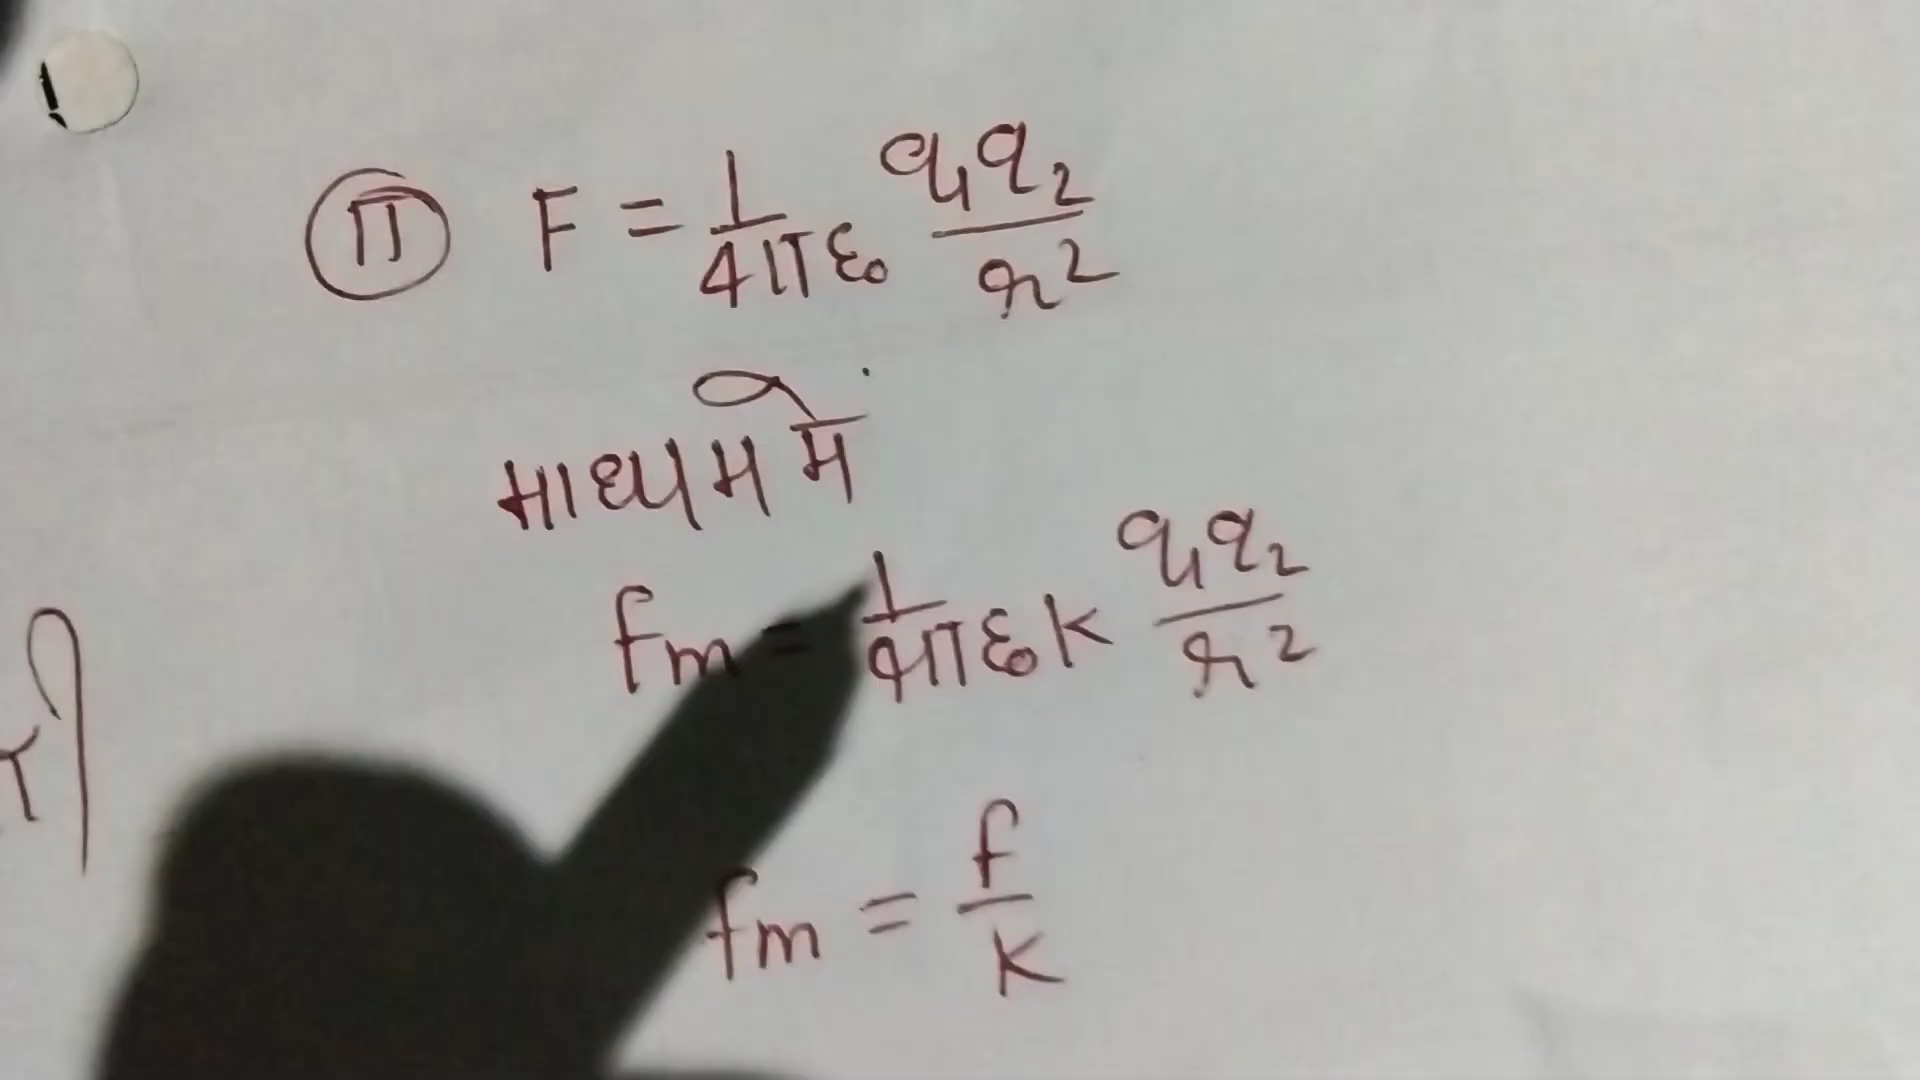 II F = 1/4πε₀ q₁q₂/r²
माध्यम में
fm = 1/4πε₀k q₁q₂/r²
fm = f/k